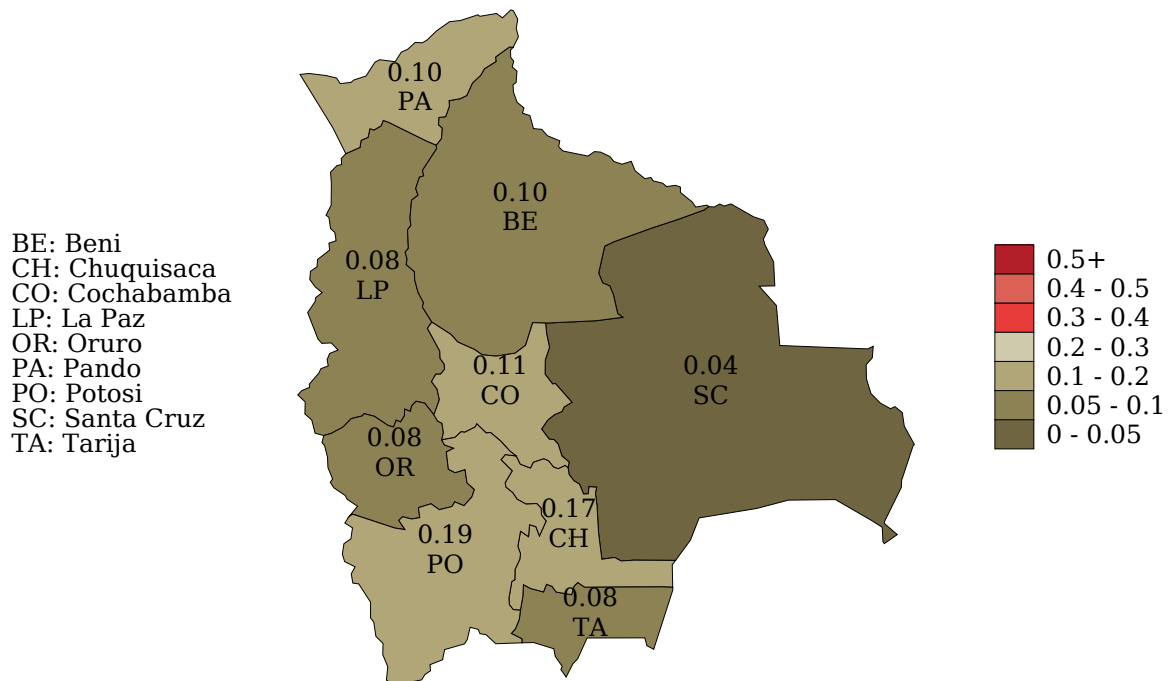 BE: Beni
CH: Chuquisaca
CO: Cochabamba
LP: La Paz
OR: Oruro
PA: Pando
PO: Potosi
SC: Santa Cruz
TA: Tarija
0.10
PA
0.10
BE
0.08
LP
0.11
CO
0.04
SC
0.08
OR
0.19
PO
0.17
CH
0.08
TA
0.5+
0.4 - 0.5
0.3 - 0.4
0.2 - 0.3
0.1 - 0.2
0.05 - 0.1
0 - 0.05